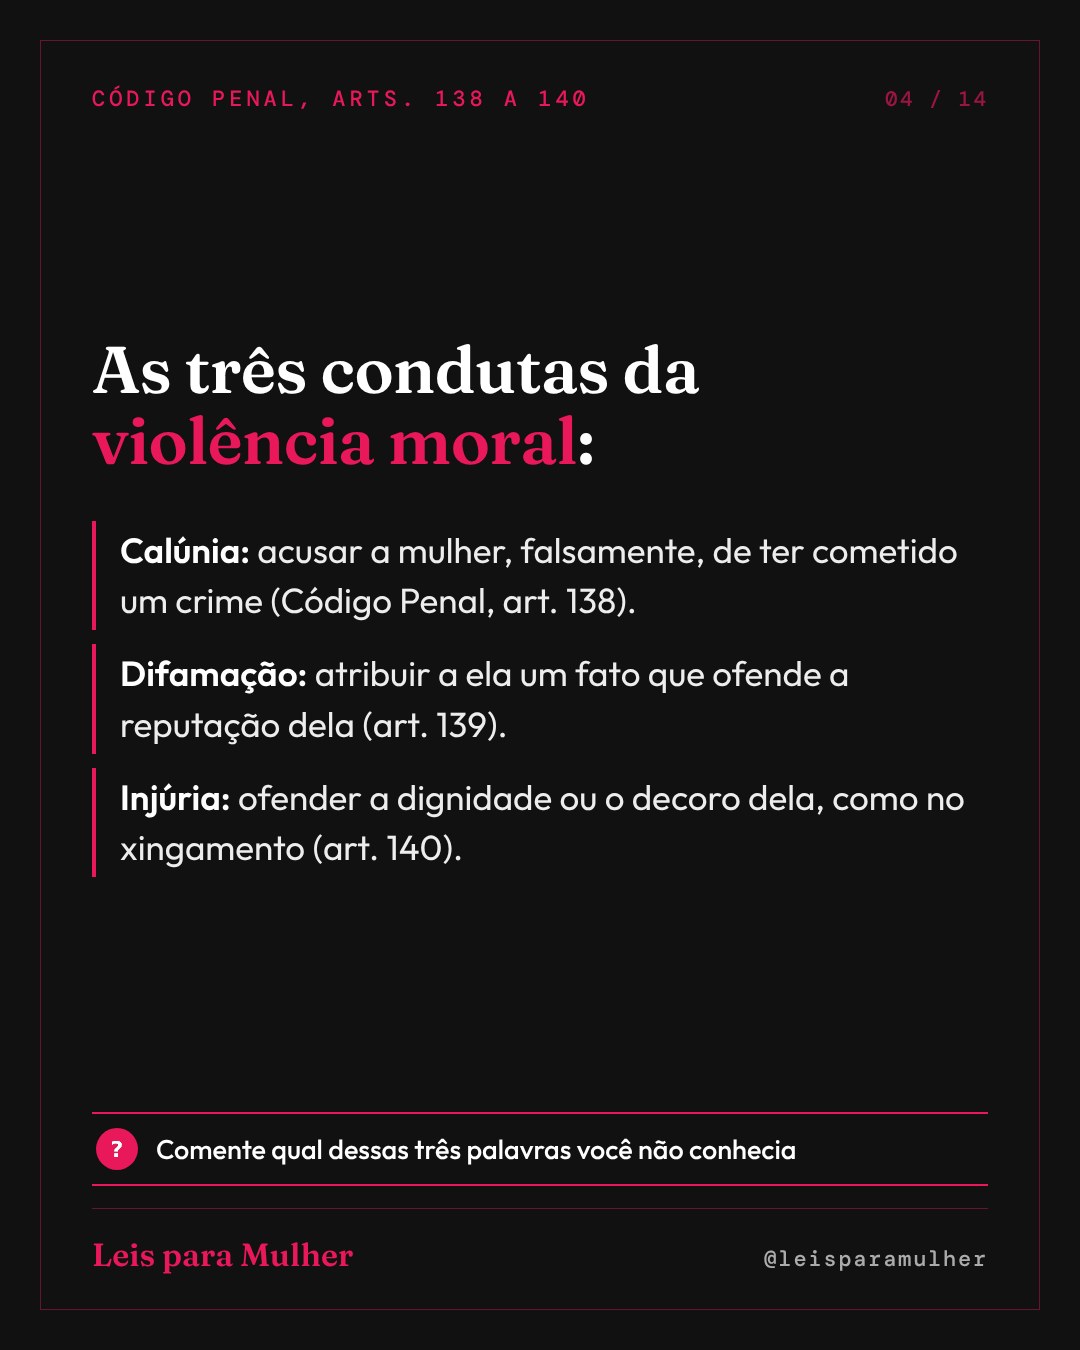 CÓDIGO PENAL, ARTS. 138 A 140
04 / 14
As três condutas da
violência moral:
Calúnia: acusar a mulher, falsamente, de ter cometido
um crime (Código Penal, art. 138).
Difamação: atribuir a ela um fato que ofende a
reputação dela (art. 139).
Injúria: ofender a dignidade ou o decoro dela, como no
xingamento (art. 140).
? Comente qual dessas três palavras você não conhecia
Leis para Mulher
@leisparamulher